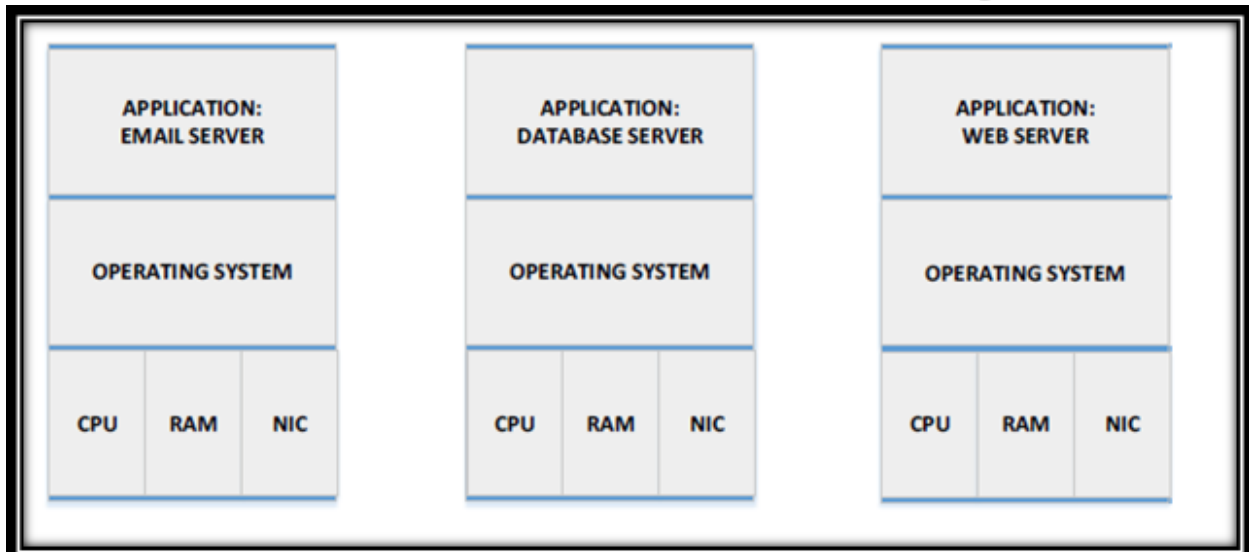 APPLICATION:
EMAIL SERVER
OPERATING SYSTEM
CPU
RAM
NIC
APPLICATION:
DATABASE SERVER
OPERATING SYSTEM
CPU
RAM
NIC
APPLICATION:
WEB SERVER
OPERATING SYSTEM
CPU
RAM
NIC